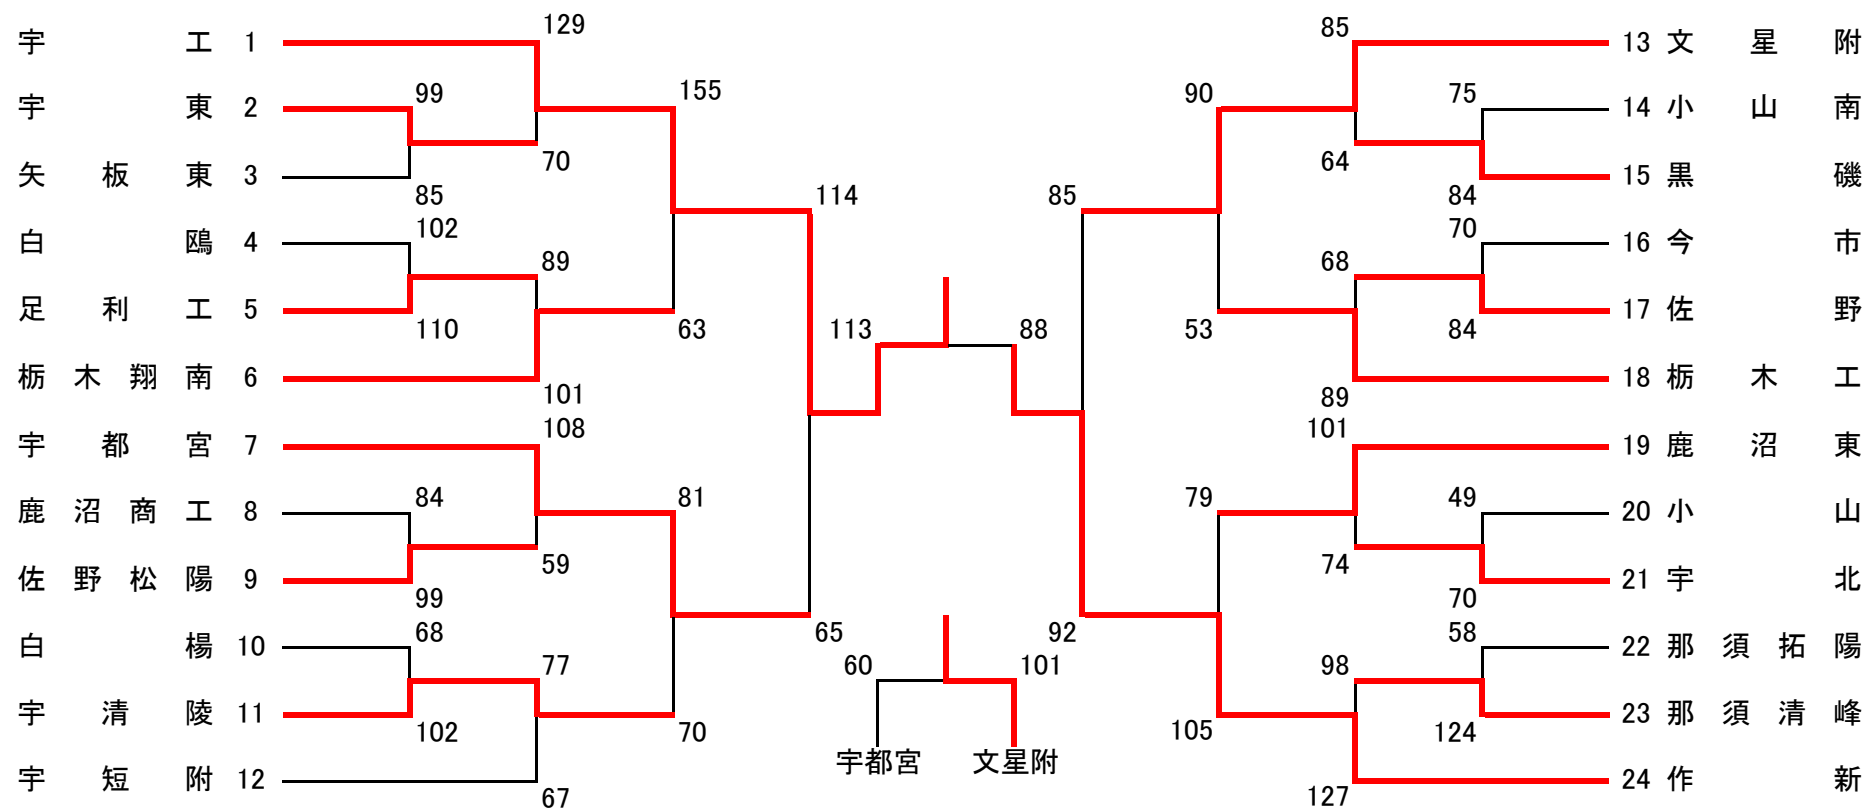 宇工 1
宇東 2
矢板東 3
白鴎 4
足利工 5
栃木翔南 6
宇都宮 7
鹿沼商工 8
佐野松陽 9
白楊 10
宇清陵 11
宇短附 12
99
85
102
110
84
99
68
102
129
70
89
101
108
59
77
67
155
63
81
70
114
65
113
88
60
101
宇都宮
文星附
85
92
90
53
79
105
85
64
68
89
101
74
98
127
75
84
70
84
49
70
58
124
13 文星附
14 小山南
15 黒磯
16 今市
17 佐野
18 栃木工
19 鹿沼東
20 小山
21 宇北
22 那須拓陽
23 那須清峰
24 作新